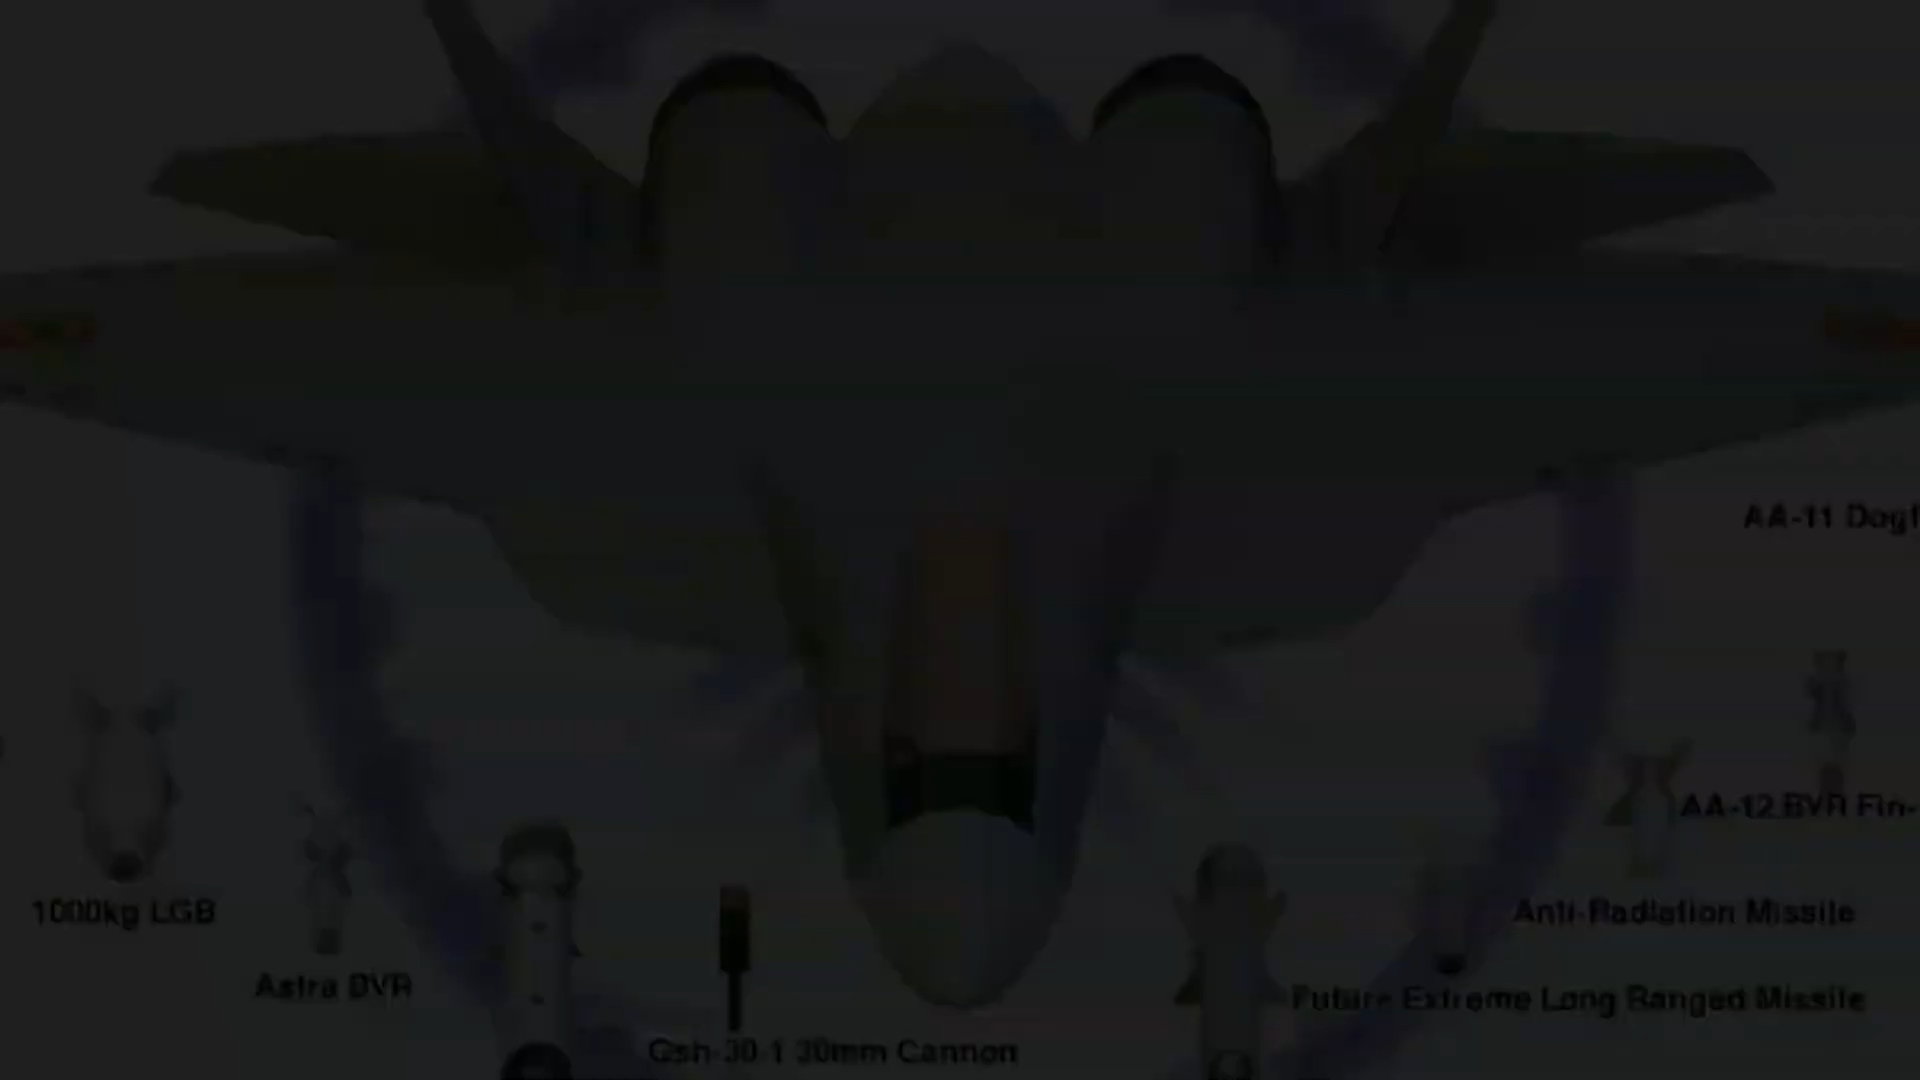 AA-11 Dogf
AA-12 BVR Fin-
1000kg LGB
Anti-Radiation Missile
Astra BVR
Future Extreme Long Ranged Missile
Gsh-30-1 30mm Cannon